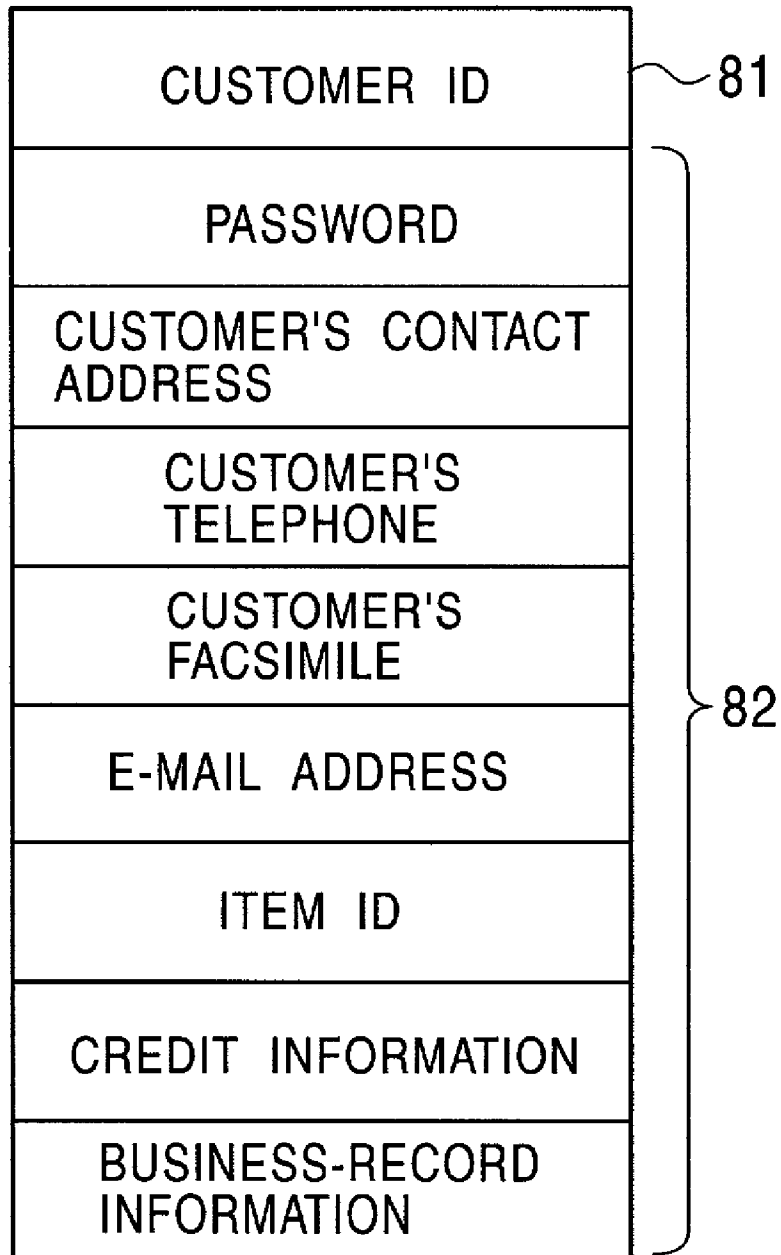 CUSTOMER ID
81
PASSWORD
CUSTOMER'S CONTACT
ADDRESS
CUSTOMER'S
TELEPHONE
CUSTOMER'S
FACSIMILE
82
E-MAIL ADDRESS
ITEM ID
CREDIT INFORMATION
BUSINESS-RECORD
INFORMATION